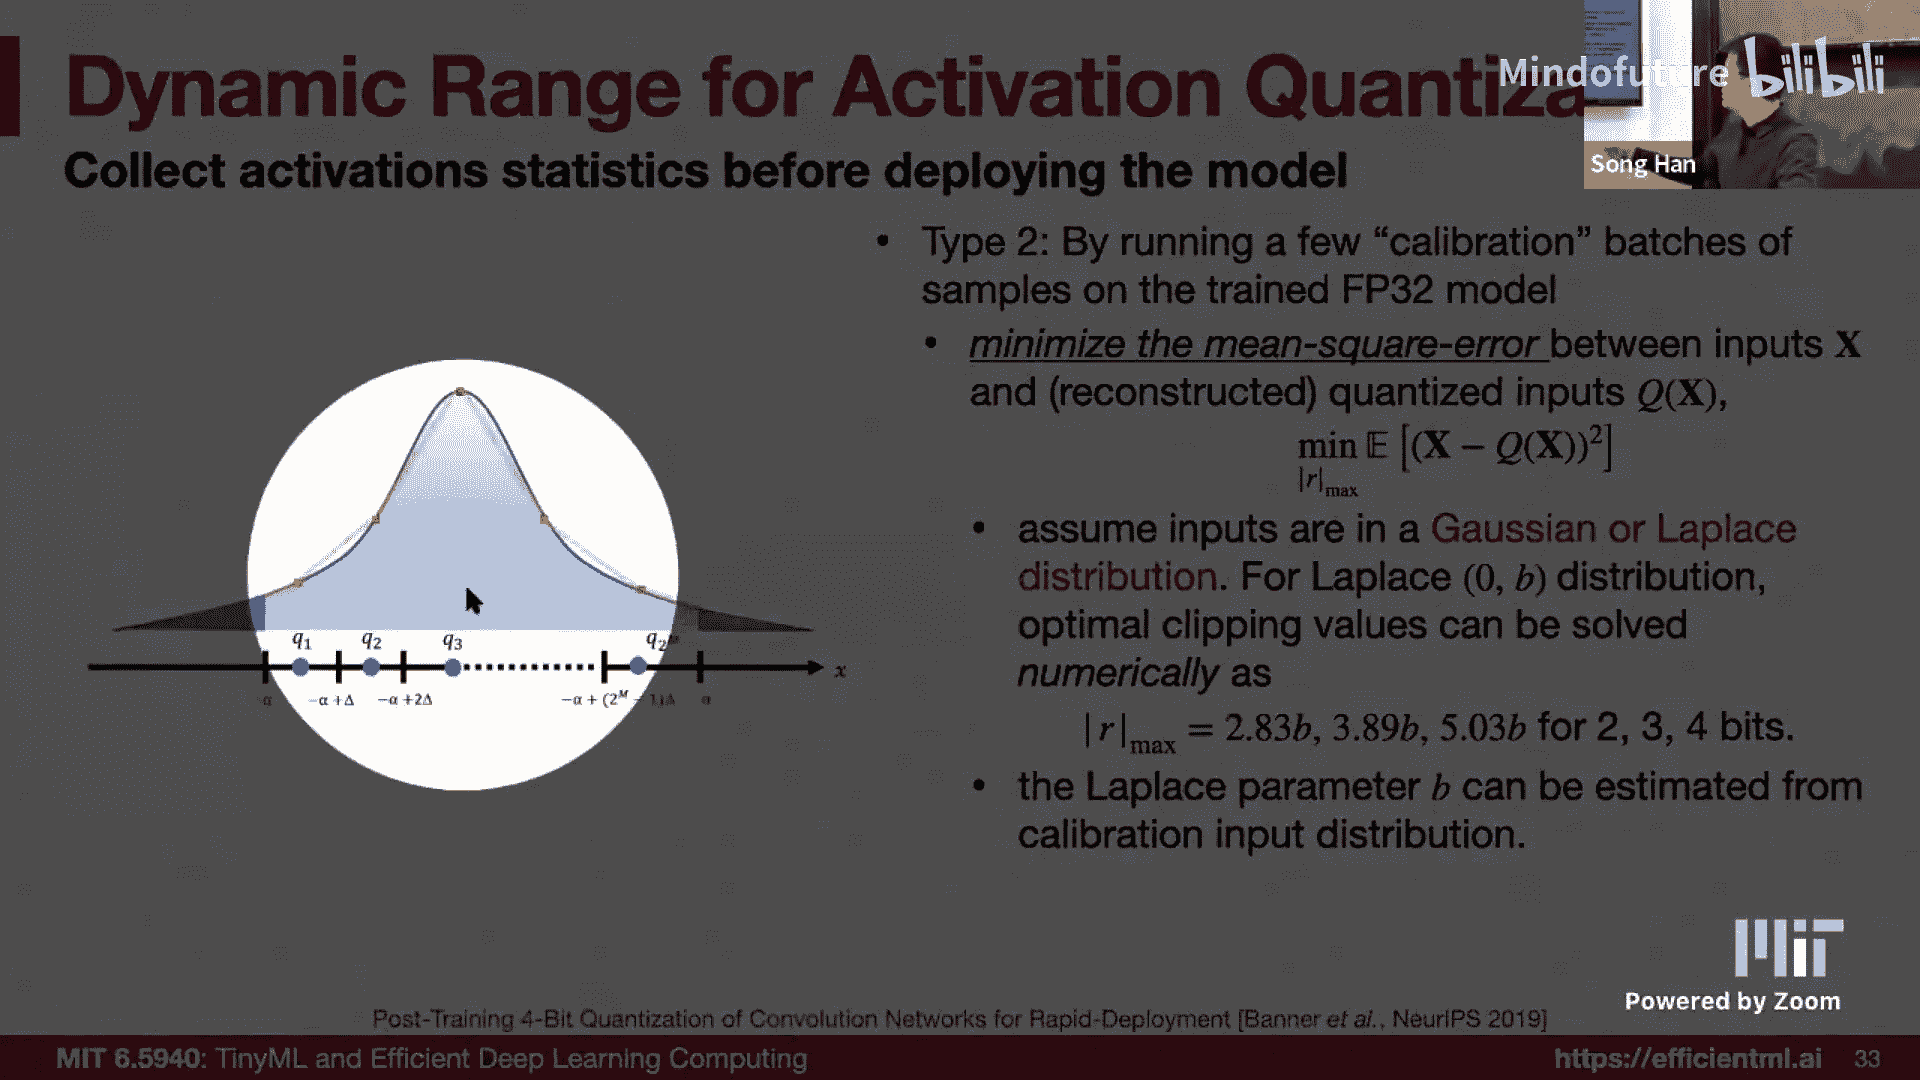 Dynamic Range for Activation Quantiza
Mindofuture bilibili
Song Han
Collect activations statistics before deploying the model
• Type 2: By running a few “calibration” batches of
samples on the trained FP32 model
• minimize the mean-square-error between inputs X
and (reconstructed) quantized inputs Q(X),
min E [(X − Q(X))²]
|r|max
• assume inputs are in a Gaussian or Laplace
distribution. For Laplace (0, b) distribution,
optimal clipping values can be solved
numerically as
|r|max = 2.83b, 3.89b, 5.03b for 2, 3, 4 bits.
• the Laplace parameter b can be estimated from
calibration input distribution.
q₁ q₂ q₃ q₂ᴹ
x
α −α +Δ −α +2Δ −α + (2ᴹ − 1)Δ α
MiT
Powered by Zoom
Post-Training 4-Bit Quantization of Convolution Networks for Rapid-Deployment [Banner et al., NeurIPS 2019]
MIT 6.5940: TinyML and Efficient Deep Learning Computing
https://efficientml.ai 33